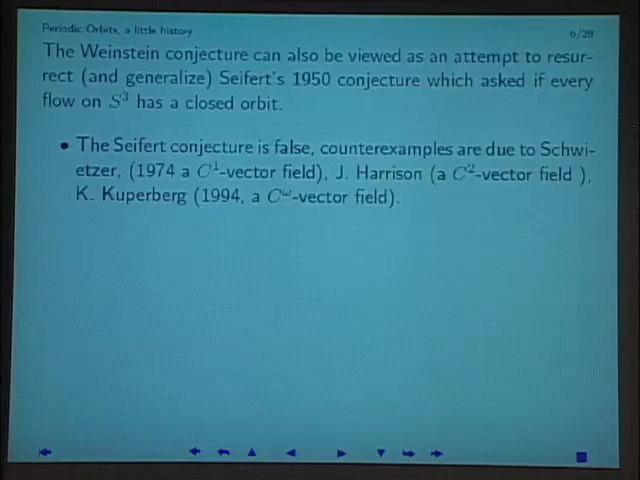 Periodic Orbits, a little history
6/29
The Weinstein conjecture can also be viewed as an attempt to resur-
rect (and generalize) Seifert's 1950 conjecture which asked if every
flow on S³ has a closed orbit.
• The Seifert conjecture is false, counterexamples are due to Schwi-
etzer, (1974 a C¹-vector field), J. Harrison (a C²-vector field ),
K. Kuperberg (1994, a Cω-vector field).